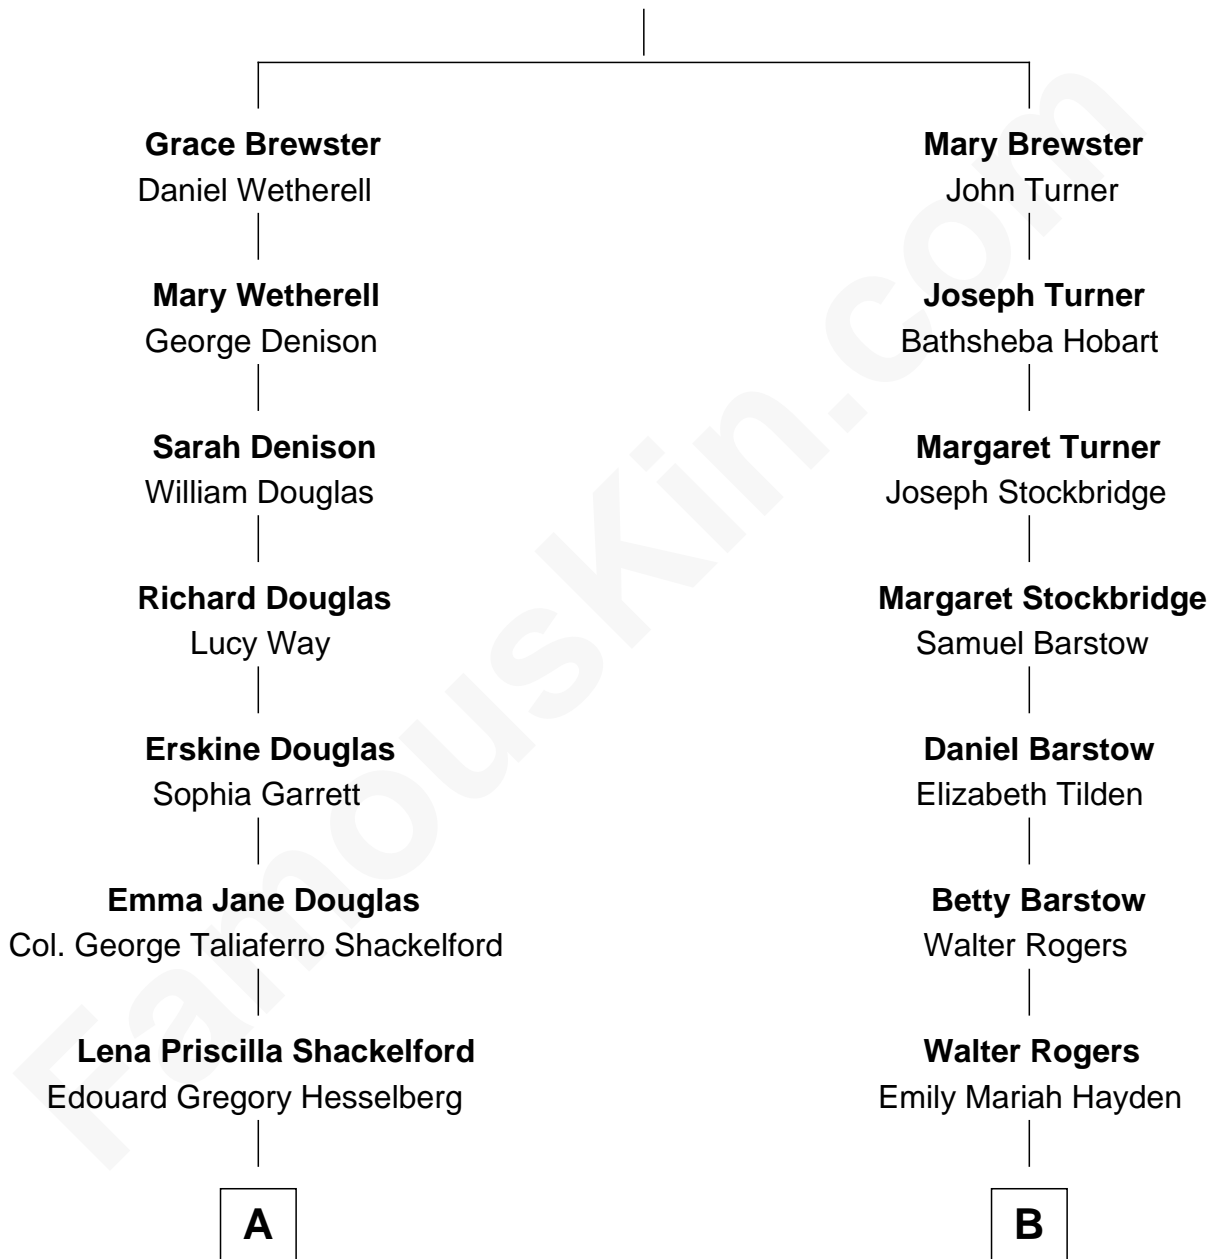 Grace Brewster
Daniel Wetherell
Mary Wetherell
George Denison
Sarah Denison
William Douglas
Richard Douglas
Lucy Way
Erskine Douglas
Sophia Garrett
Emma Jane Douglas
Col. George Taliaferro Shackelford
Lena Priscilla Shackelford
Edouard Gregory Hesselberg
A
Mary Brewster
John Turner
Joseph Turner
Bathsheba Hobart
Margaret Turner
Joseph Stockbridge
Margaret Stockbridge
Samuel Barstow
Daniel Barstow
Elizabeth Tilden
Betty Barstow
Walter Rogers
Walter Rogers
Emily Mariah Hayden
B
FamousKin.com